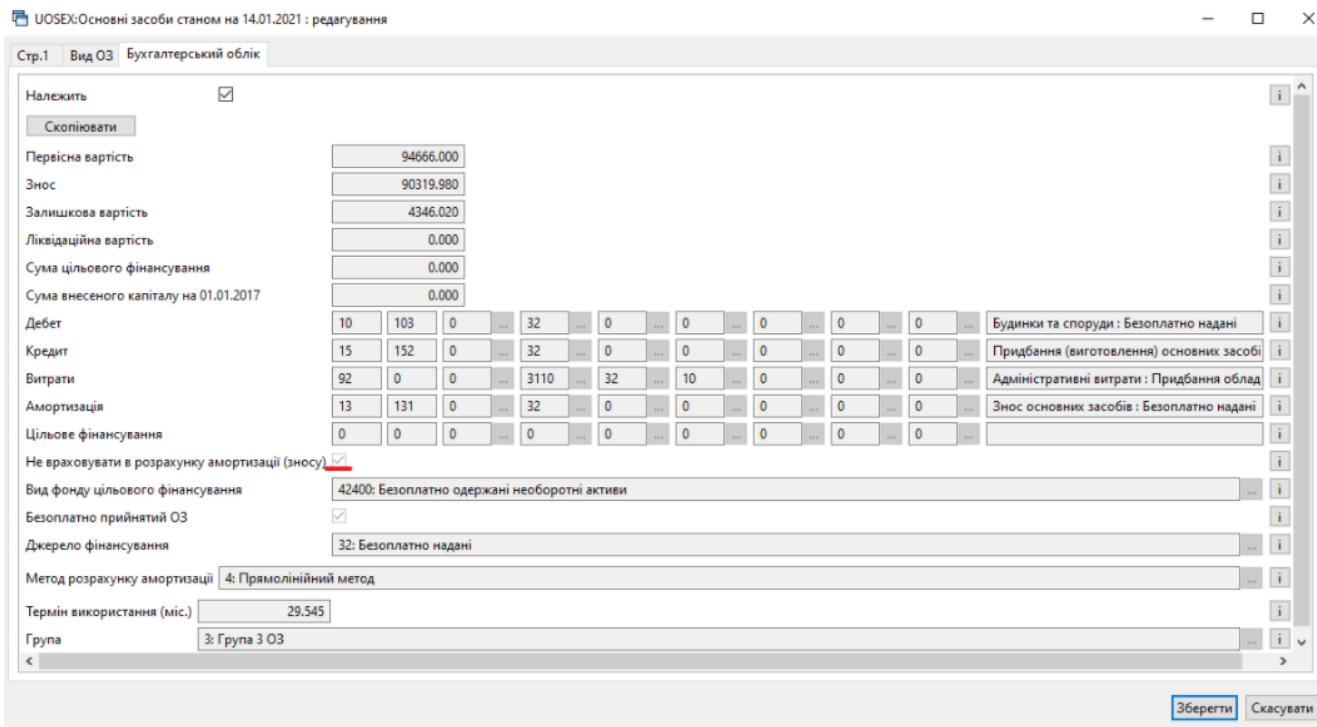 UOSEX:Основні засоби станом на 14.01.2021 : редагування
Стр.1 Вид ОЗ Бухгалтерський облік
Належить i
Скопіювати
Первісна вартість 94666.000 i
Знос 90319.980 i
Залишкова вартість 4346.020 i
Ліквідаційна вартість 0.000 i
Сума цільового фінансування 0.000 i
Сума внесеного капіталу на 01.01.2017 0.000 i
Дебет 10 103 0 ... 32 ... 0 ... 0 ... 0 ... 0 ... 0 ... Будинки та споруди : Безоплатно надані i
Кредит 15 152 0 ... 32 ... 0 ... 0 ... 0 ... 0 ... 0 ... Придбання (виготовлення) основних засобі i
Витрати 92 0 0 ... 3110 ... 32 ... 10 ... 0 ... 0 ... 0 ... Адміністративні витрати : Придбання облад i
Амортизація 13 131 0 ... 32 ... 0 ... 0 ... 0 ... 0 ... 0 ... Знос основних засобів : Безоплатно надані i
Цільове фінансування 0 0 0 ... 0 ... 0 ... 0 ... 0 ... 0 ... 0 ... i
Не враховувати в розрахунку амортизації (зносу) i
Вид фонду цільового фінансування 42400: Безоплатно одержані необоротні активи ... i
Безоплатно прийнятий ОЗ i
Джерело фінансування 32: Безоплатно надані ... i
Метод розрахунку амортизації 4: Прямолінійний метод ... i
Термін використання (міс.) 29.545 i
Група 3: Група 3 ОЗ ... i
Зберегти Скасувати